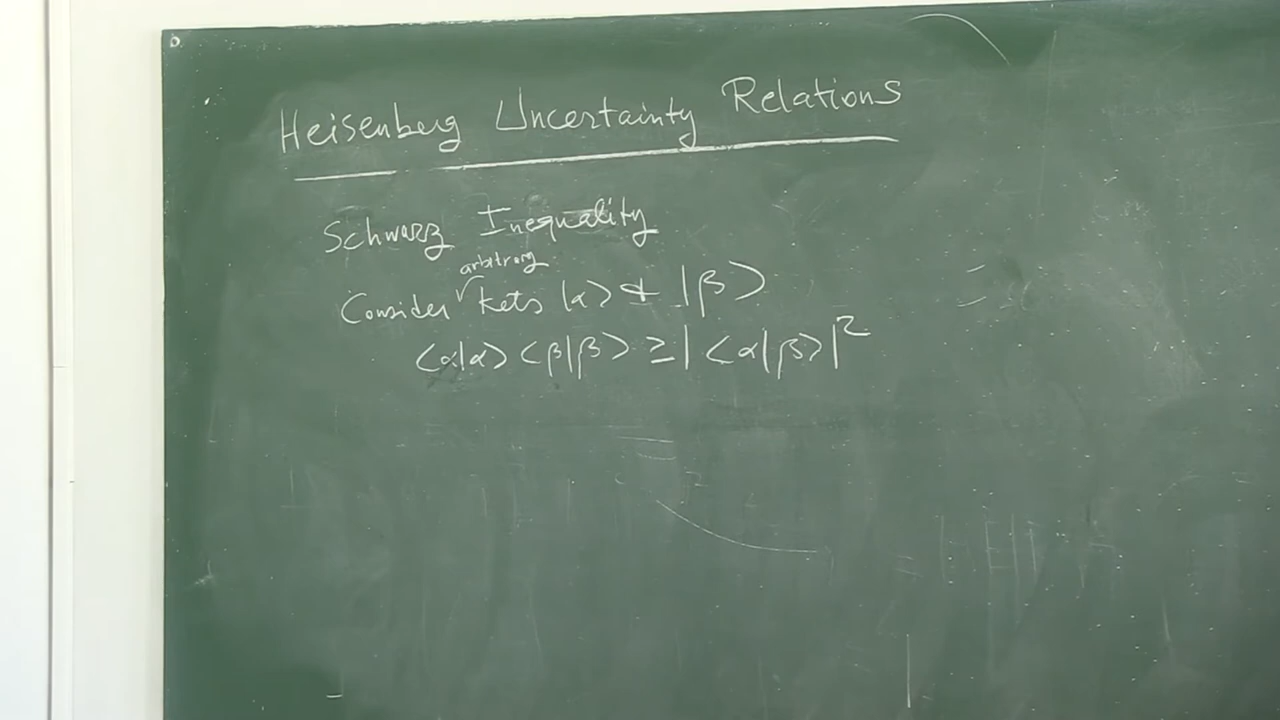 Heisenberg Uncertainty Relations
Schwarz Inequality
arbitrary
Consider kets |α> & |β>
<α|α> <β|β> ≥ |<α|β>|²